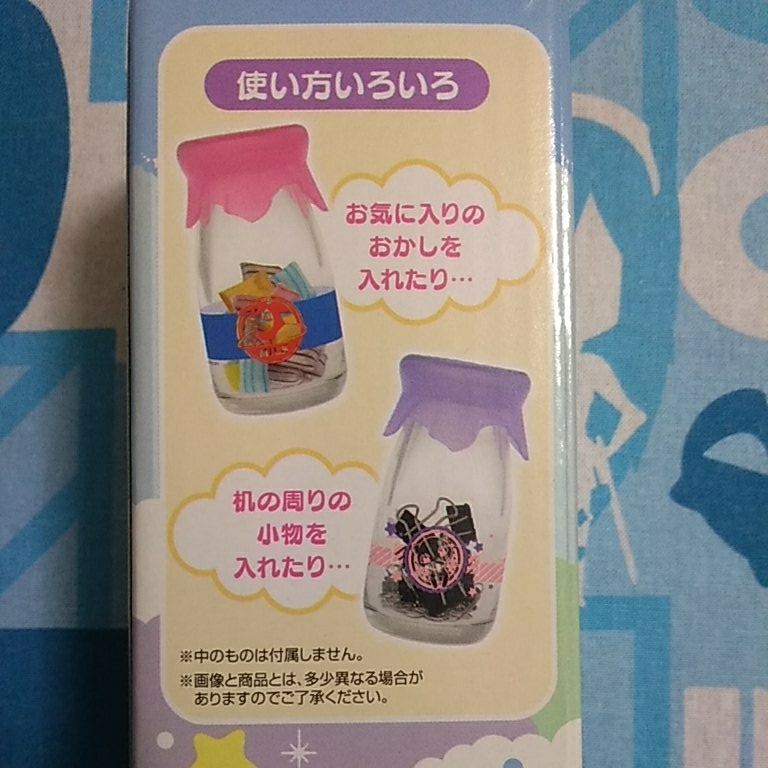 使い方いろいろ
お気に入りの
おかしを
入れたり…
机の周りの
小物を
入れたり…
※中のものは付属しません。
※画像と商品とは、多少異なる場合が
ありますのでご了承ください。